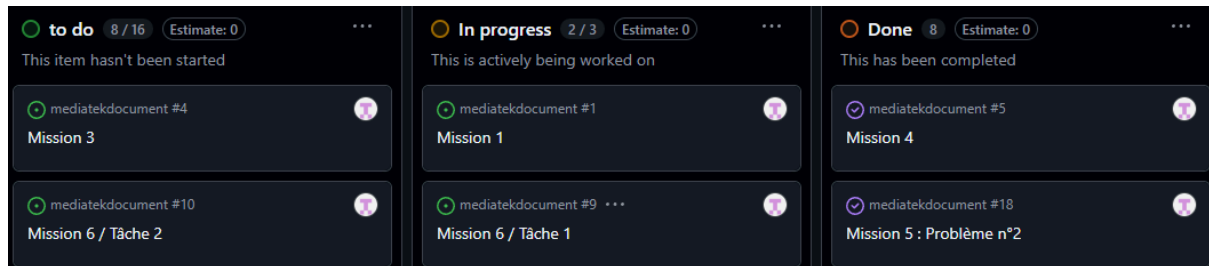 to do 8 / 16 Estimate: 0 ...
This item hasn't been started
mediatekdocument #4
Mission 3
mediatekdocument #10
Mission 6 / Tâche 2
In progress 2 / 3 Estimate: 0 ...
This is actively being worked on
mediatekdocument #1
Mission 1
mediatekdocument #9 ...
Mission 6 / Tâche 1
Done 8 Estimate: 0 ...
This has been completed
mediatekdocument #5
Mission 4
mediatekdocument #18
Mission 5 : Problème n°2